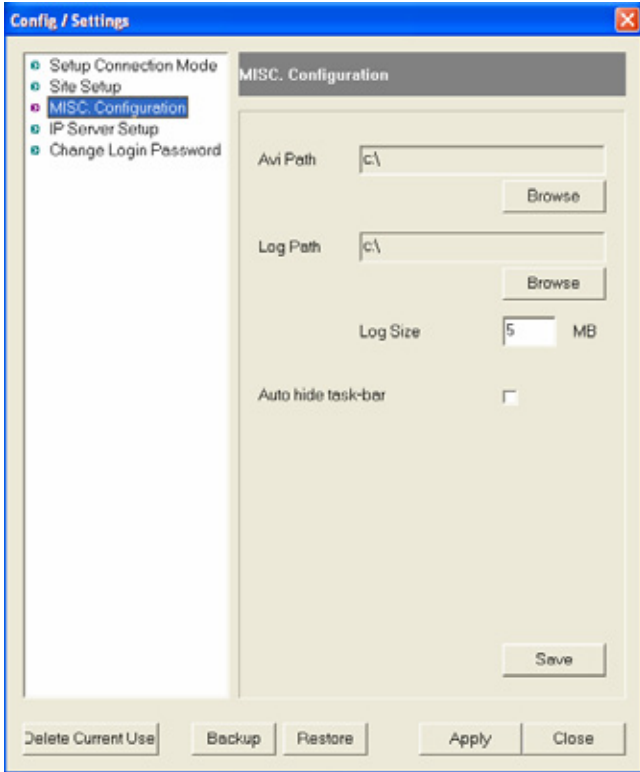 Config / Settings
Setup Connection Mode
Site Setup
MISC. Configuration
IP Server Setup
Change Login Password
MISC. Configuration
Avi Path c:\
Browse
Log Path c:\
Browse
Log Size 5 MB
Auto hide task-bar
Save
Delete Current Use Backup Restore Apply Close